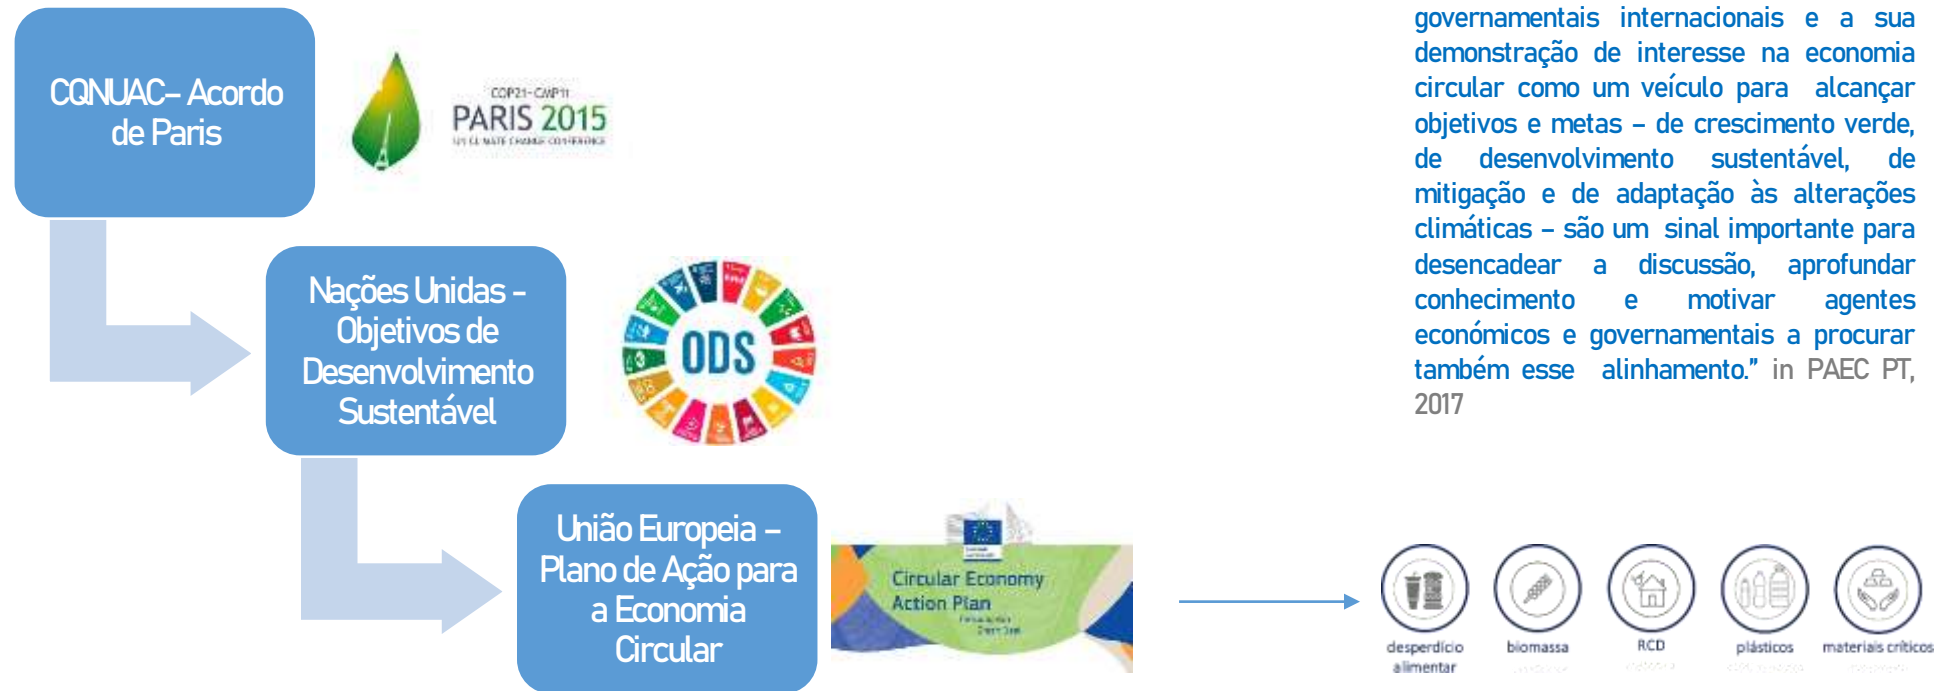 CQNUAC– Acordo
de Paris
COP21-CMP11
PARIS 2015
UN CLIMATE CHANGE CONFERENCE
Nações Unidas -
Objetivos de
Desenvolvimento
Sustentável
ODS
União Europeia –
Plano de Ação para
a Economia
Circular
Circular Economy
Action Plan
governamentais internacionais e a sua
demonstração de interesse na economia
circular como um veículo para alcançar
objetivos e metas – de crescimento verde,
de desenvolvimento sustentável, de
mitigação e de adaptação às alterações
climáticas – são um sinal importante para
desencadear a discussão, aprofundar
conhecimento e motivar agentes
económicos e governamentais a procurar
também esse alinhamento.” in PAEC PT,
2017
desperdício
alimentar
biomassa
RCD
plásticos
materiais críticos